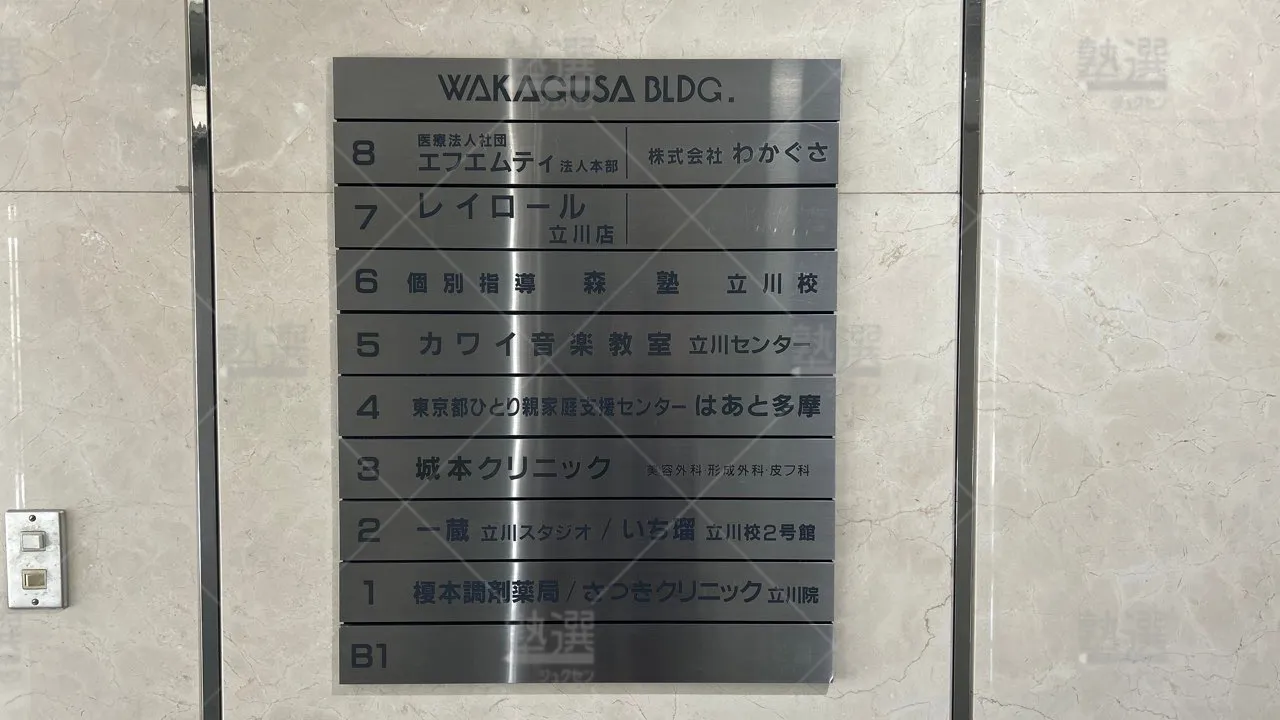 WAKAGUSA BLDG.
8 医療法人社団 エフエムティ 法人本部 株式会社 わかぐさ
7 レイロール 立川店
6 個別指導 森塾 立川校
5 カワイ音楽教室 立川センター
4 東京都ひとり親家庭支援センター はあと多摩
3 城本クリニック 美容外科・形成外科・皮フ科
2 一蔵 立川スタジオ / いち瑠 立川校2号館
1 榎本調剤薬局 / さつきクリニック 立川院
B1
塾選
ジュクセン